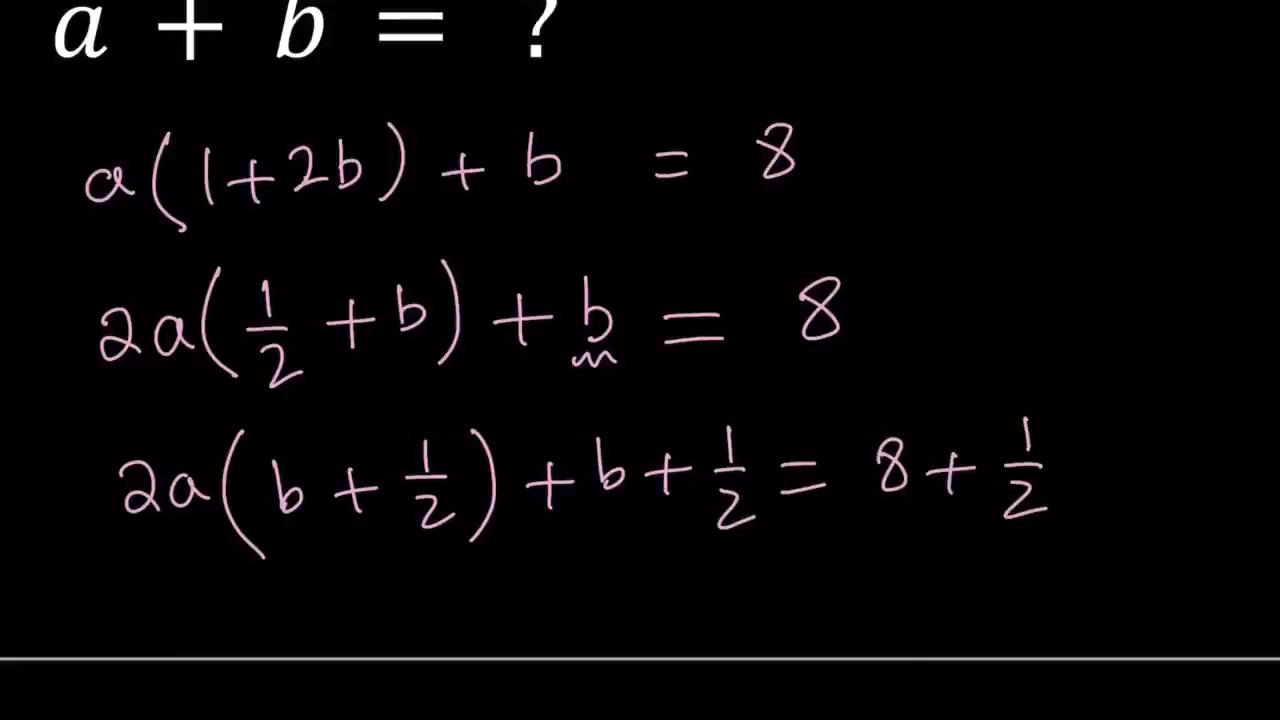 a + b = ?
a(1+2b) + b = 8
2a(1/2 + b) + b = 8
2a(b + 1/2) + b + 1/2 = 8 + 1/2